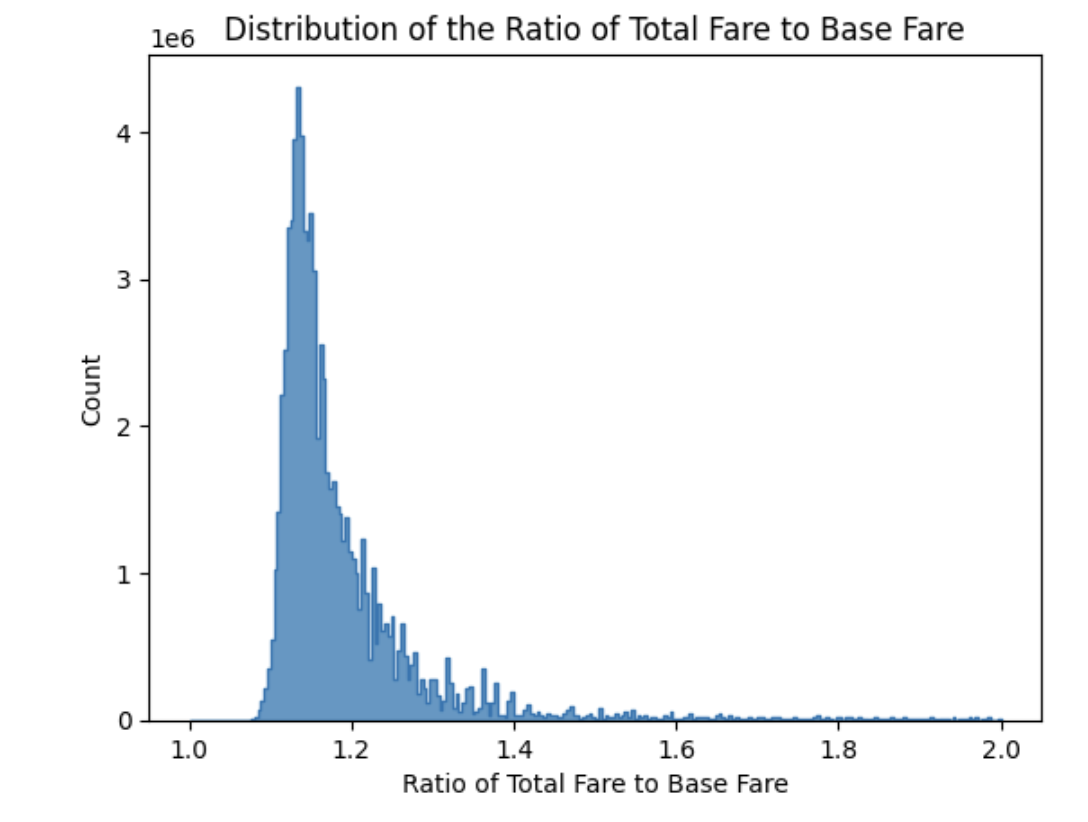 Distribution of the Ratio of Total Fare to Base Fare
1e6
4
3
2
1
0
Count
1.0 1.2 1.4 1.6 1.8 2.0
Ratio of Total Fare to Base Fare